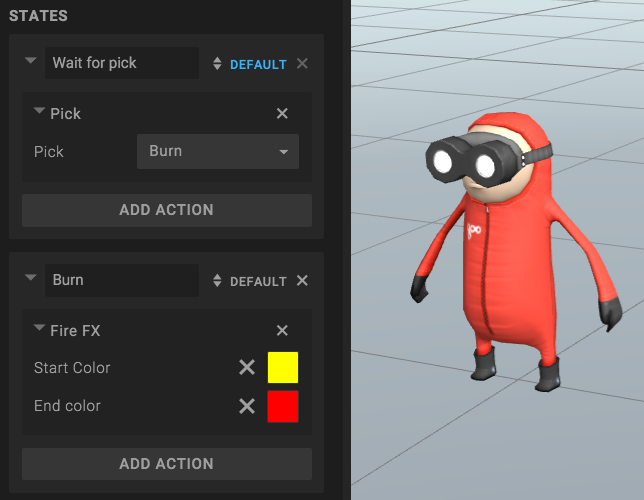 STATES
Wait for pick DEFAULT
Pick
Pick Burn
ADD ACTION
Burn DEFAULT
Fire FX
Start Color
End color
ADD ACTION
goo